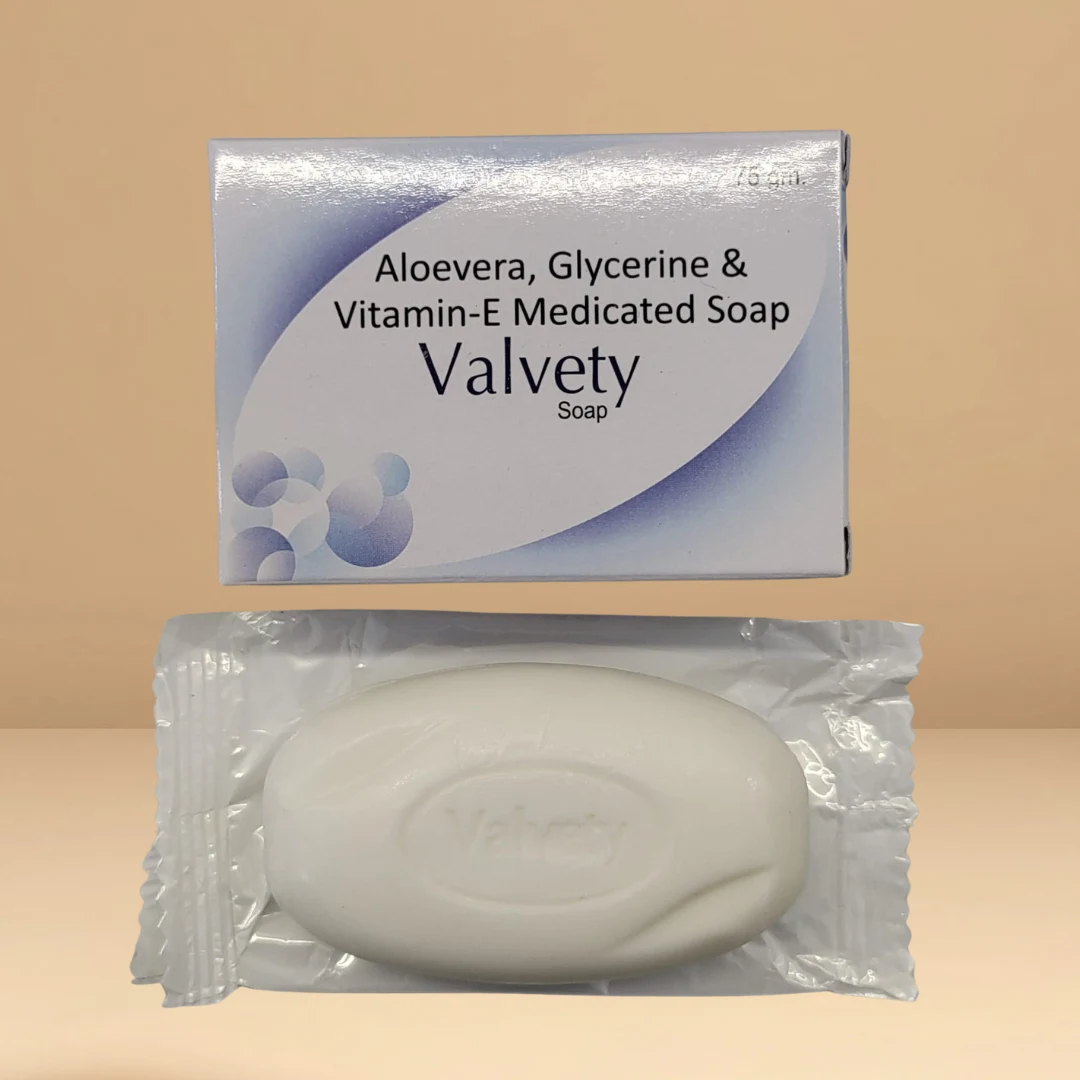 75 gm.
Aloevera, Glycerine &
Vitamin-E Medicated Soap
Valvety
Soap
Valvety